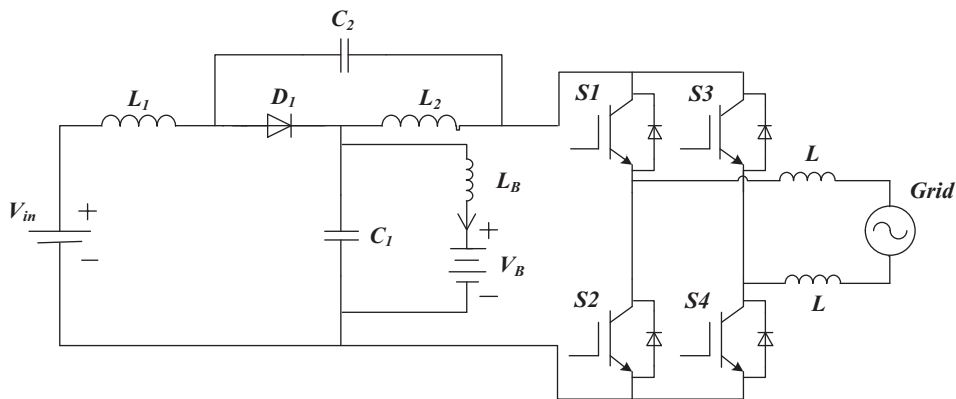 C2
L1
D1
L2
S1
S3
LB
L
Grid
Vin
+
−
C1
+
VB
−
S2
S4
L